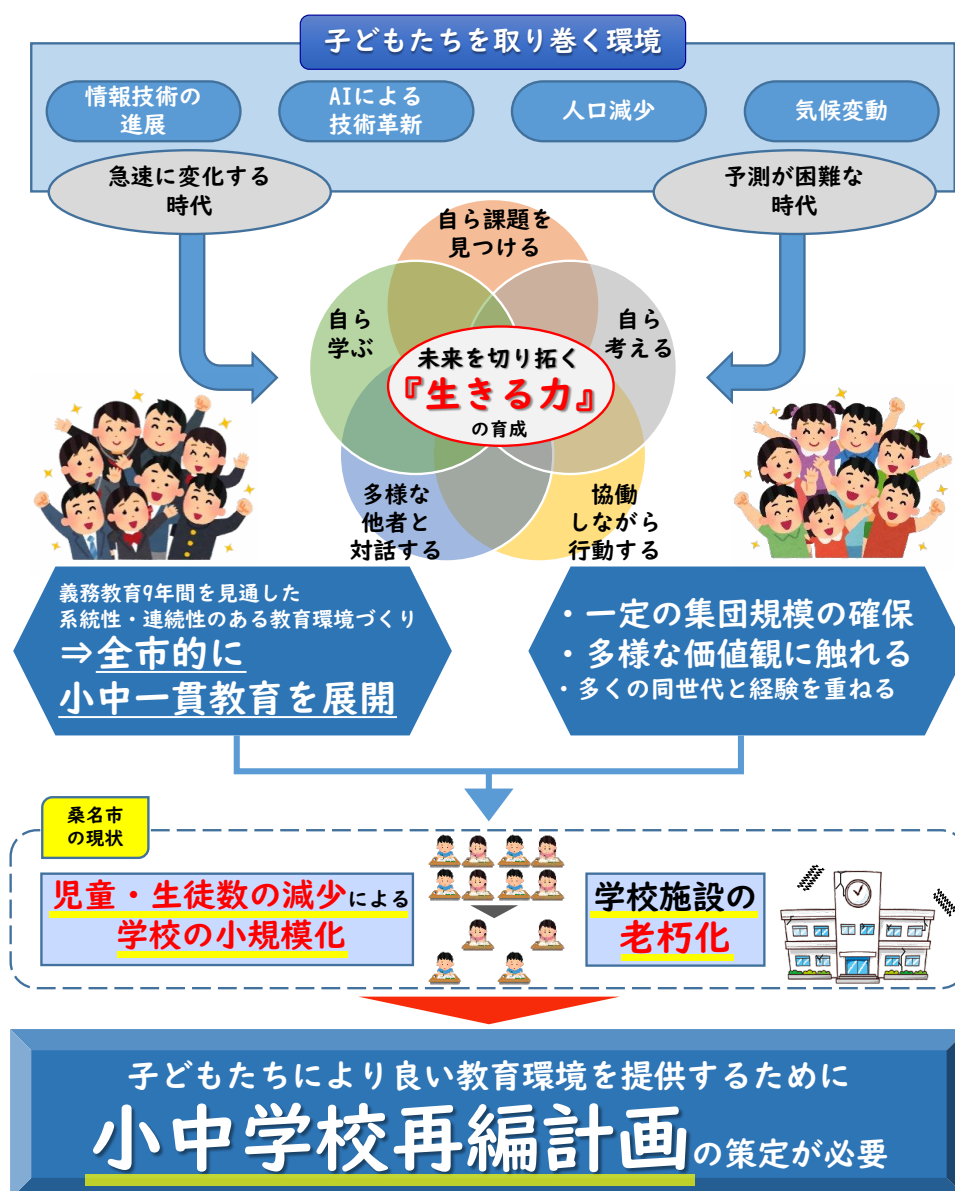 子どもたちを取り巻く環境
情報技術の
進展
AIによる
技術革新
人口減少
気候変動
急速に変化する
時代
予測が困難な
時代
自ら課題を
見つける
自ら
学ぶ
自ら
考える
未来を切り拓く
『生きる力』
の育成
多様な
他者と
対話する
協働
しながら
行動する
義務教育9年間を見通した
系統性・連続性のある教育環境づくり
⇒全市的に
小中一貫教育を展開
・一定の集団規模の確保
・多様な価値観に触れる
・多くの同世代と経験を重ねる
桑名市
の現状
児童・生徒数の減少による
学校の小規模化
学校施設の
老朽化
子どもたちにより良い教育環境を提供するために
小中学校再編計画の策定が必要